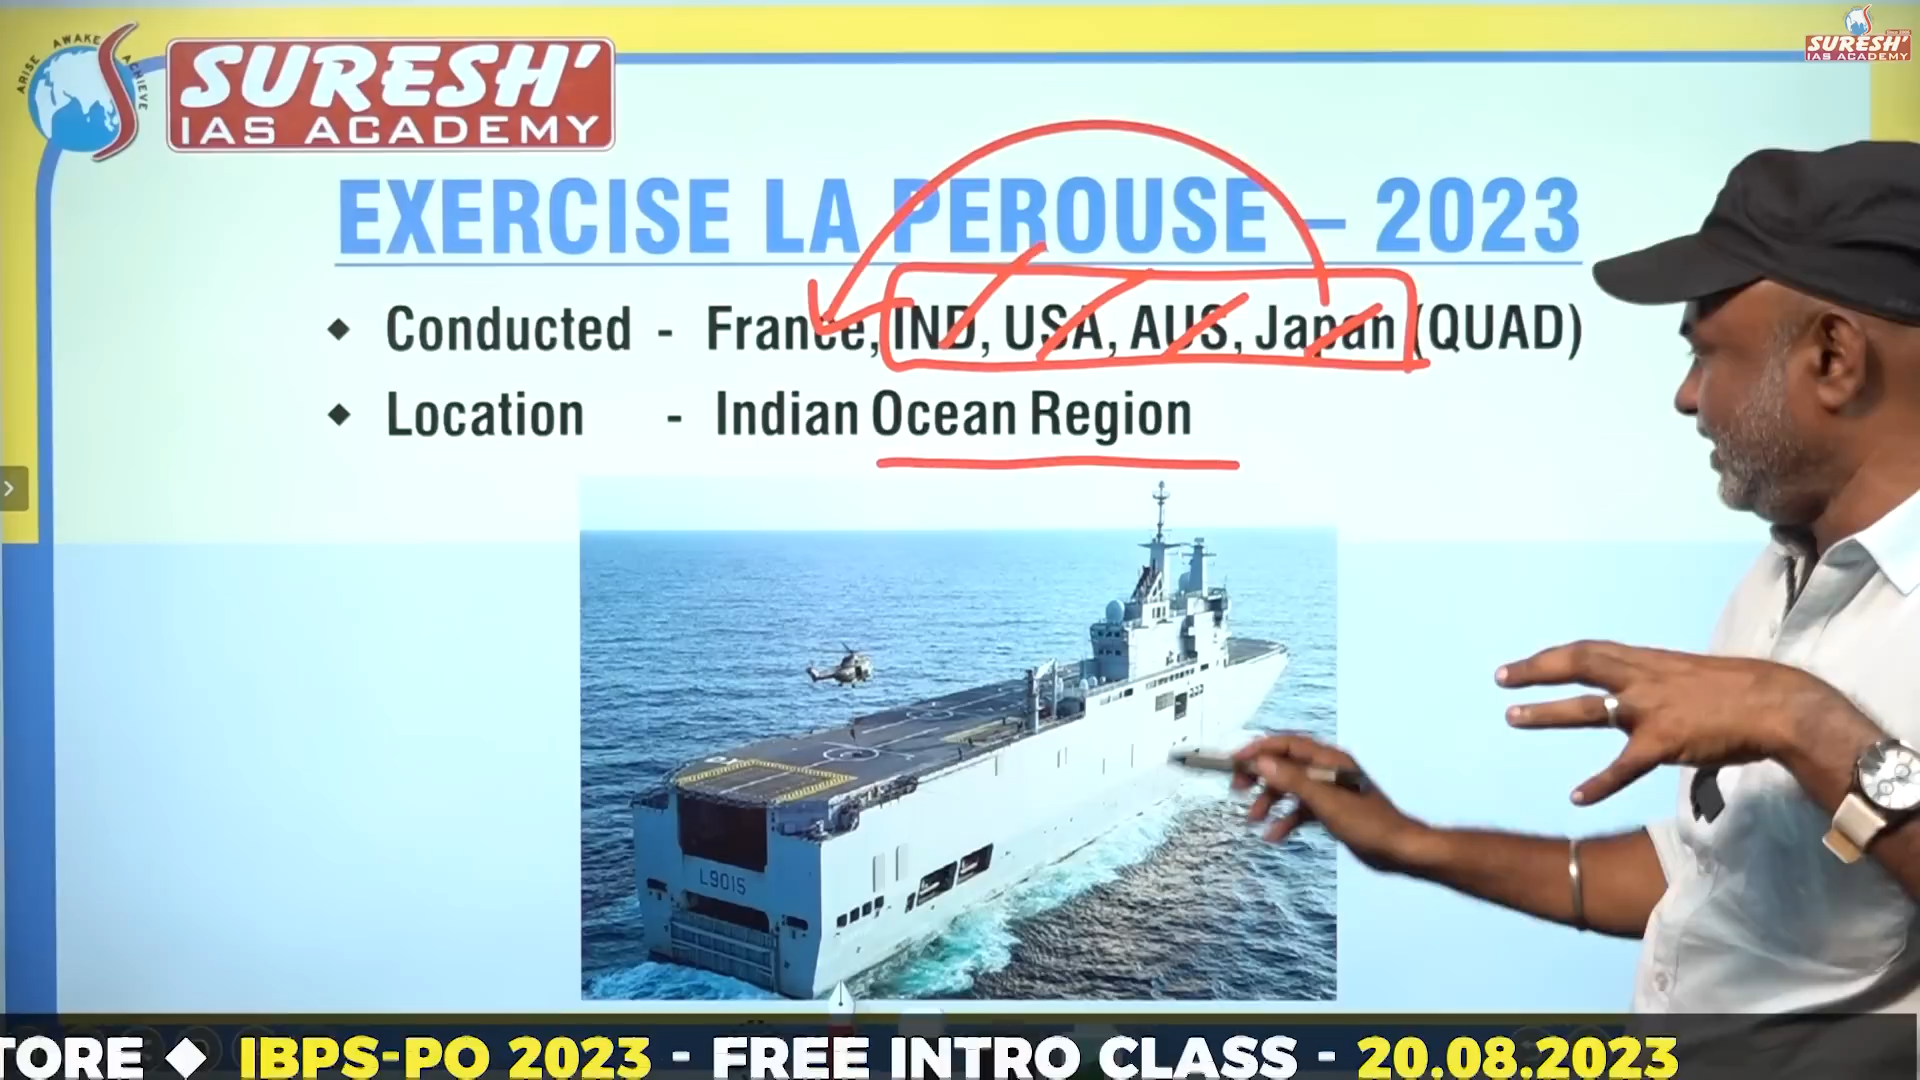 ARISE AWAKE ACHIEVE
SURESH'
IAS ACADEMY
SURESH'
IAS ACADEMY
EXERCISE LA PEROUSE – 2023
◆ Conducted - France, IND, USA, AUS, Japan (QUAD)
◆ Location - Indian Ocean Region
L9015
TORE ◆ IBPS-PO 2023 - FREE INTRO CLASS - 20.08.2023